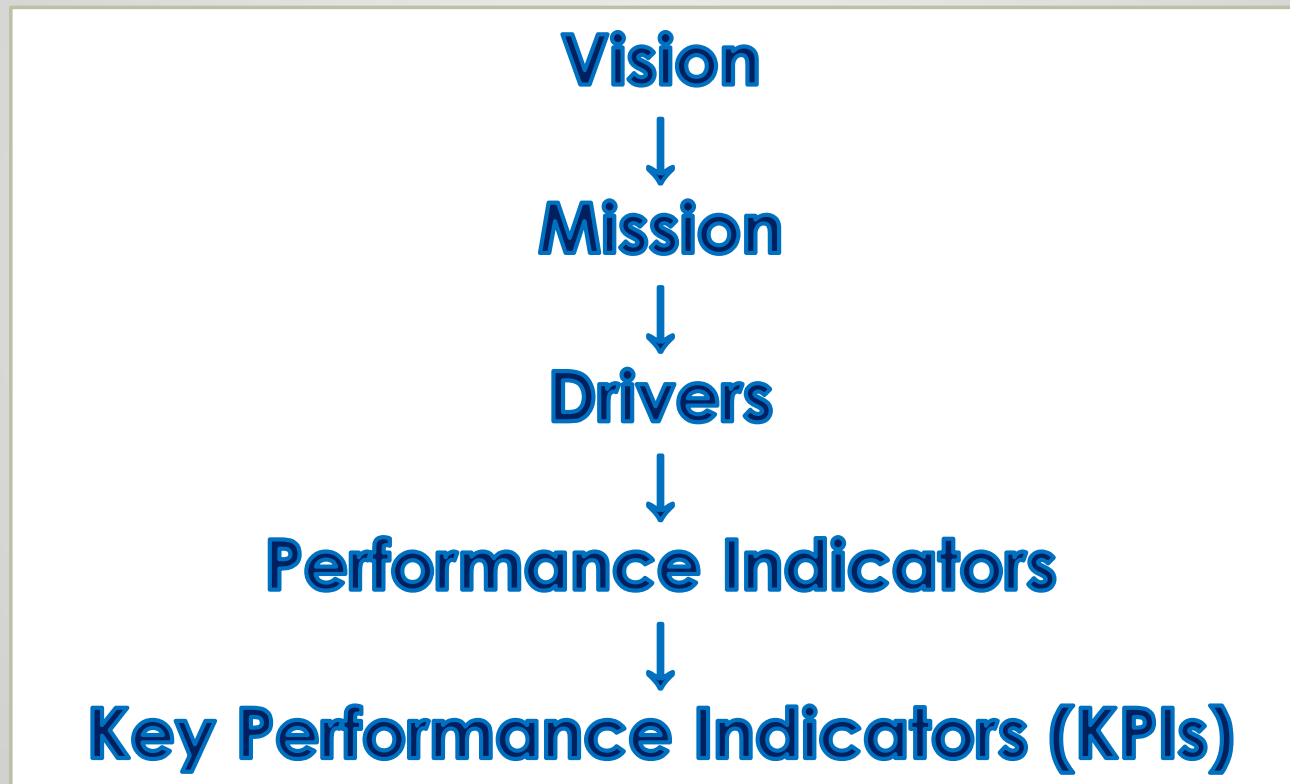 Vision
↓
Mission
↓
Drivers
↓
Performance Indicators
↓
Key Performance Indicators (KPIs)